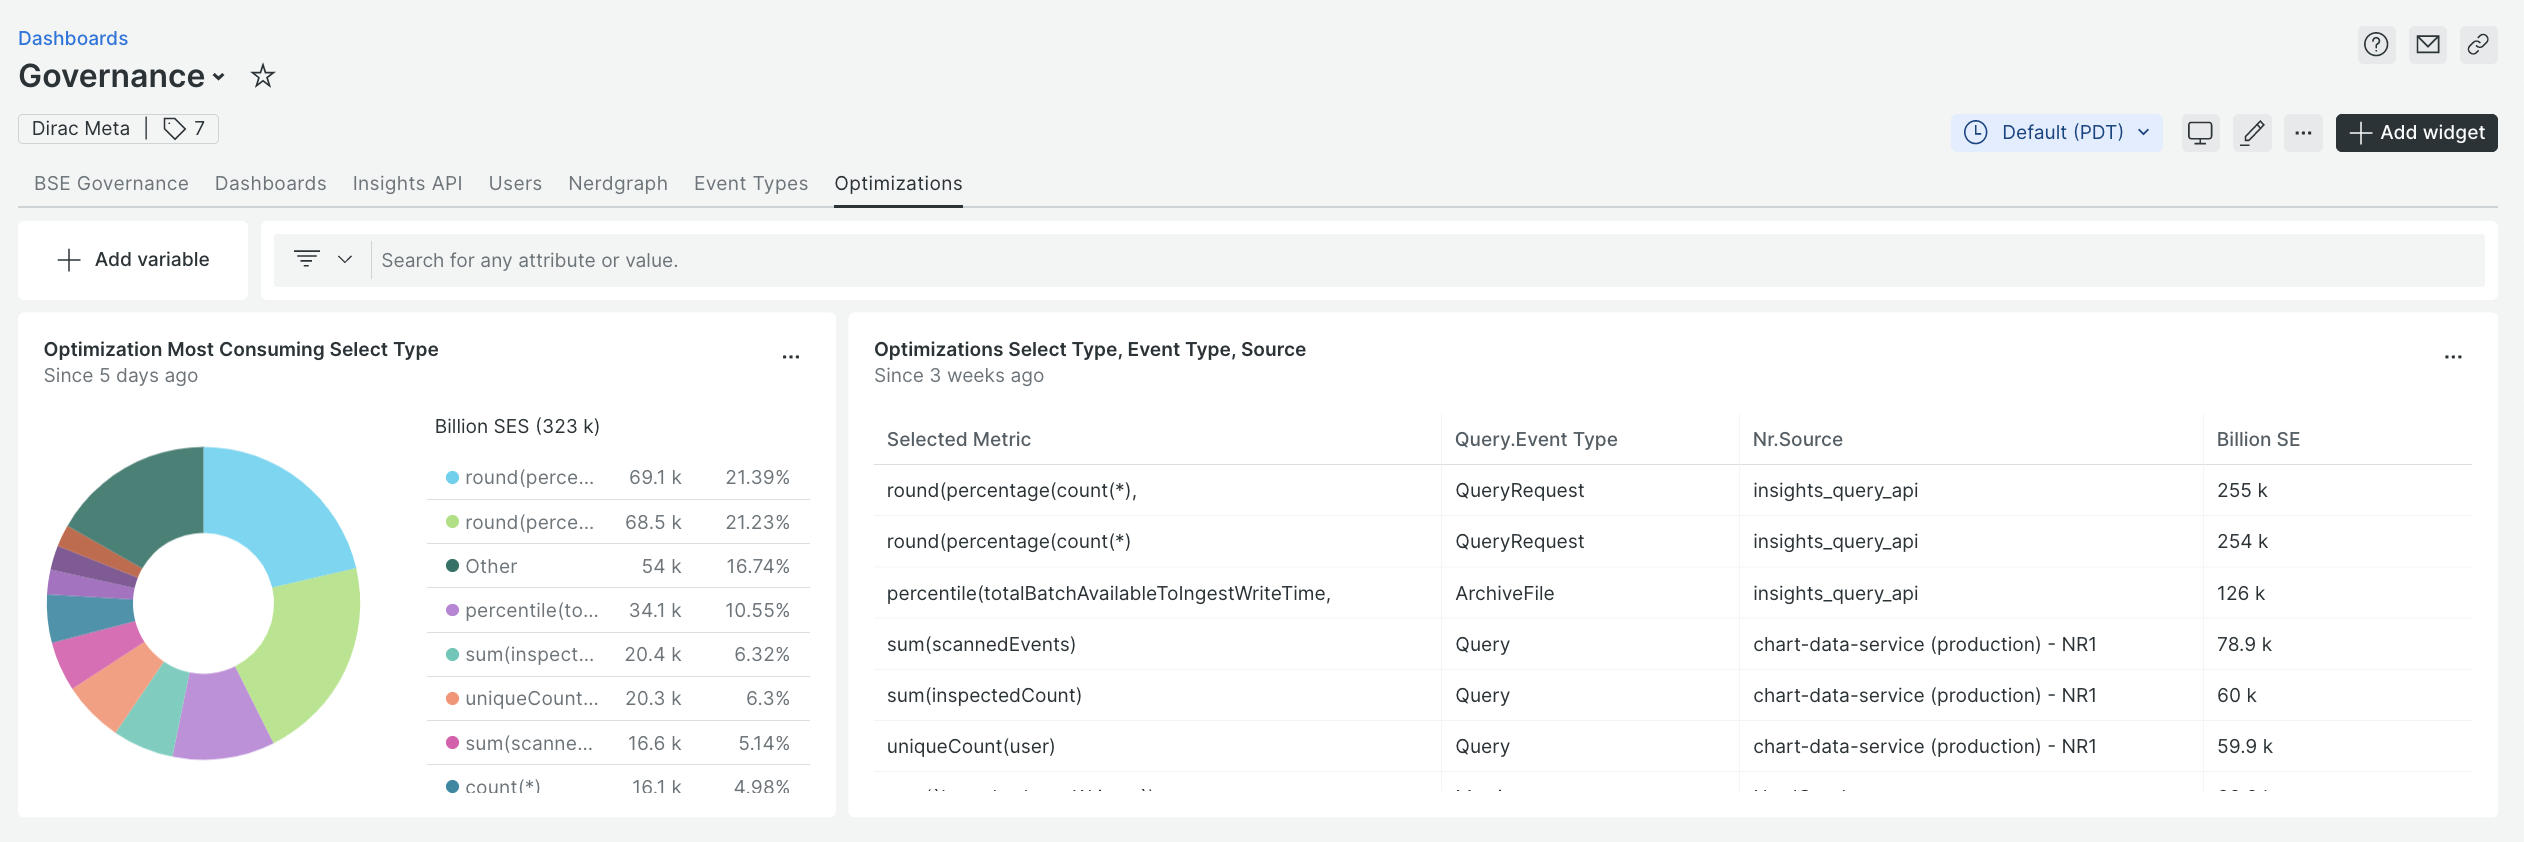 Dashboards
Governance
Dirac Meta | 7
Default (PDT)
Add widget
BSE Governance Dashboards Insights API Users Nerdgraph Event Types Optimizations
Add variable
Search for any attribute or value.
Optimization Most Consuming Select Type
Since 5 days ago
Billion SES (323 k)
round(perce... 69.1 k 21.39%
round(perce... 68.5 k 21.23%
Other 54 k 16.74%
percentile(to... 34.1 k 10.55%
sum(inspect... 20.4 k 6.32%
uniqueCount... 20.3 k 6.3%
sum(scanne... 16.6 k 5.14%
count(*) 16.1 k 4.98%
Optimizations Select Type, Event Type, Source
Since 3 weeks ago
Selected Metric Query.Event Type Nr.Source Billion SE
round(percentage(count(*), QueryRequest insights_query_api 255 k
round(percentage(count(*) QueryRequest insights_query_api 254 k
percentile(totalBatchAvailableToIngestWriteTime, ArchiveFile insights_query_api 126 k
sum(scannedEvents) Query chart-data-service (production) - NR1 78.9 k
sum(inspectedCount) Query chart-data-service (production) - NR1 60 k
uniqueCount(user) Query chart-data-service (production) - NR1 59.9 k